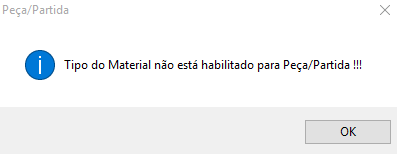 Peça/Partida
Tipo do Material não está habilitado para Peça/Partida !!!
OK